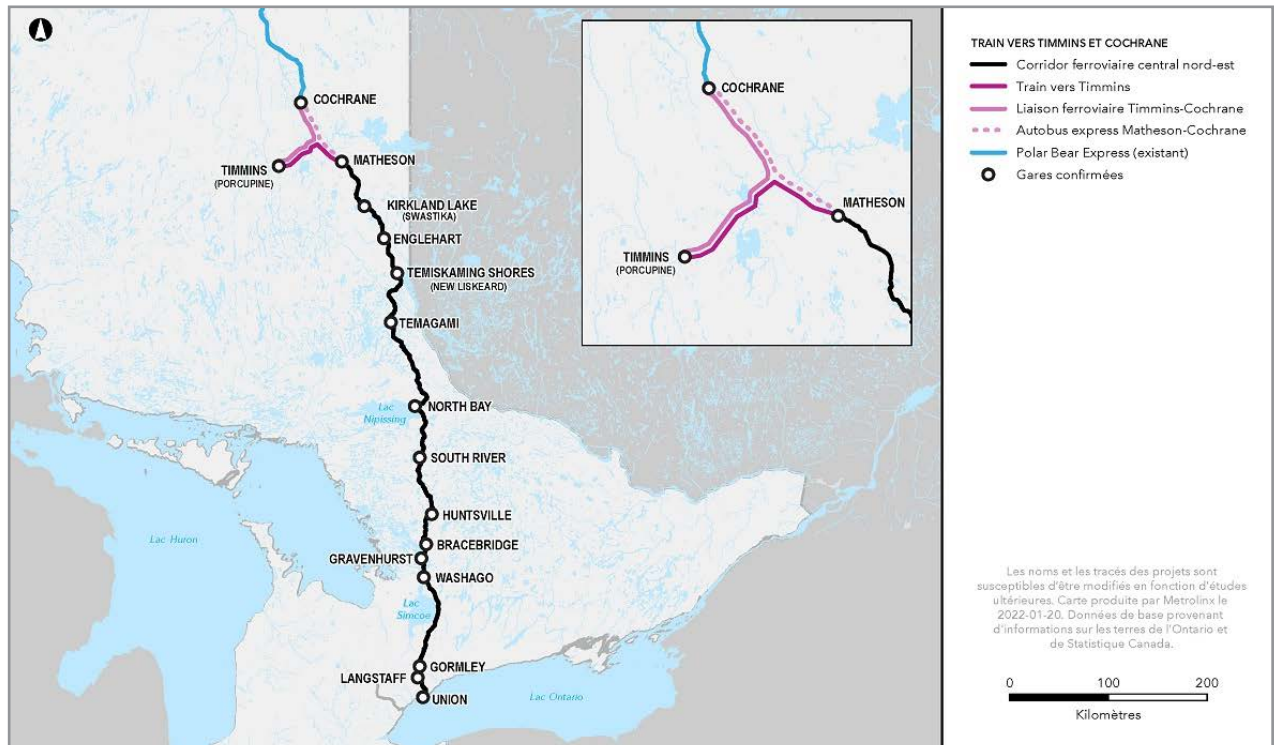 COCHRANE
TIMMINS
(PORCUPINE)
MATHESON
KIRKLAND LAKE
(SWASTIKA)
ENGLEHART
TEMISKAMING SHORES
(NEW LISKEARD)
TEMAGAMI
Lac
Nipissing
NORTH BAY
SOUTH RIVER
HUNTSVILLE
BRACEBRIDGE
GRAVENHURST
WASHAGO
Lac Huron
Lac
Simcoe
GORMLEY
LANGSTAFF
UNION
Lac Ontario
COCHRANE
MATHESON
TIMMINS
(PORCUPINE)
TRAIN VERS TIMMINS ET COCHRANE
Corridor ferroviaire central nord-est
Train vers Timmins
Liaison ferroviaire Timmins-Cochrane
Autobus express Matheson-Cochrane
Polar Bear Express (existant)
Gares confirmées
Les noms et les tracés des projets sont
susceptibles d'être modifiés en fonction d'études
ultérieures. Carte produite par Metrolinx le
2022-01-20. Données de base provenant
d'informations sur les terres de l'Ontario et
de Statistique Canada.
0 100 200
Kilomètres